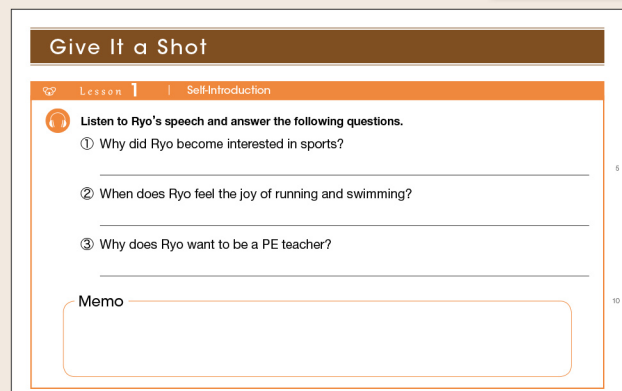 Give It a Shot
Lesson 1 | Self-Introduction
Listen to Ryo's speech and answer the following questions.
① Why did Ryo become interested in sports?
5
② When does Ryo feel the joy of running and swimming?
③ Why does Ryo want to be a PE teacher?
Memo
10